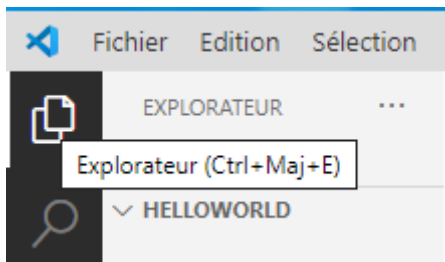 Fichier Edition Sélection
EXPLORATEUR ...
Explorateur (Ctrl+Maj+E)
HELLOWORLD